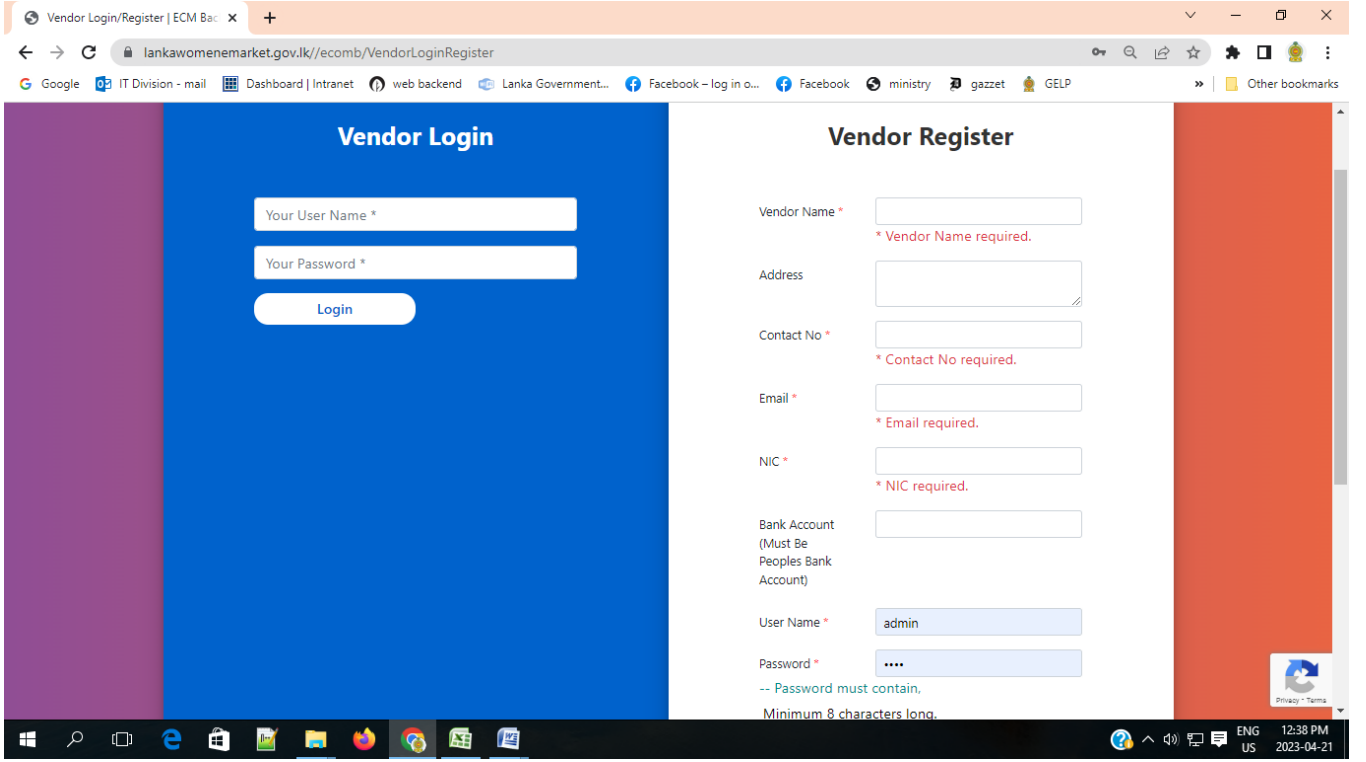 Vendor Login/Register | ECM Bac
lankawomenemarket.gov.lk//ecomb/VendorLoginRegister
Google IT Division - mail Dashboard | Intranet web backend Lanka Government... Facebook – log in o... Facebook ministry gazzet GELP » Other bookmarks
Vendor Login
Your User Name *
Your Password *
Login
Vendor Register
Vendor Name *
* Vendor Name required.
Address
Contact No *
* Contact No required.
Email *
* Email required.
NIC *
* NIC required.
Bank Account
(Must Be
Peoples Bank
Account)
User Name * admin
Password * ••••
-- Password must contain,
Minimum 8 characters long.
Privacy - Terms
ENG 12:38 PM
US 2023-04-21